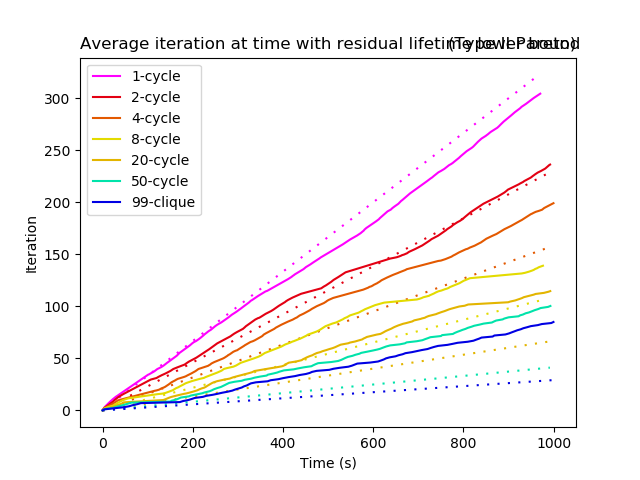 Average iteration at time with residual lifetime lower bound
(Type II Pareto)
1-cycle
2-cycle
4-cycle
8-cycle
20-cycle
50-cycle
99-clique
Iteration
300
250
200
150
100
50
0
0 200 400 600 800 1000
Time (s)